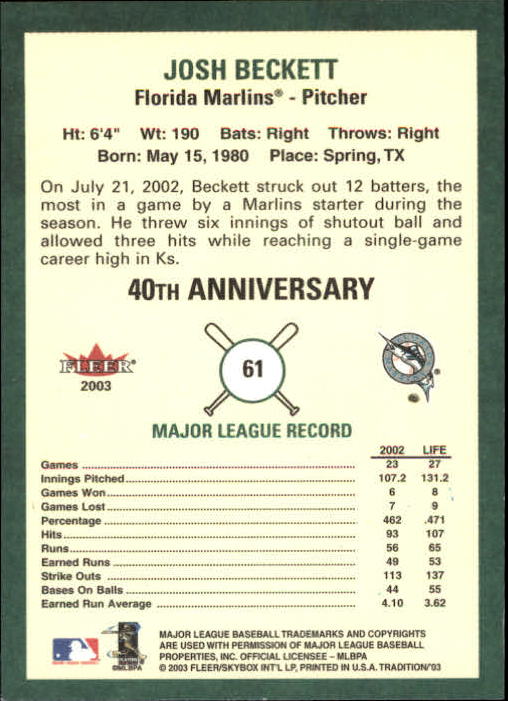 JOSH BECKETT
Florida Marlins® - Pitcher
Ht: 6'4" Wt: 190 Bats: Right Throws: Right
Born: May 15, 1980 Place: Spring, TX
On July 21, 2002, Beckett struck out 12 batters, the
most in a game by a Marlins starter during the
season. He threw six innings of shutout ball and
allowed three hits while reaching a single-game
career high in Ks.
40TH ANNIVERSARY
FLEER
2003
61
MAJOR LEAGUE RECORD
2002 LIFE
Games 23 27
Innings Pitched 107.2 131.2
Games Won 6 8
Games Lost 7 9
Percentage 462 .471
Hits 93 107
Runs 56 65
Earned Runs 49 53
Strike Outs 113 137
Bases On Balls 44 55
Earned Run Average 4.10 3.62
©MLBPA
MAJOR LEAGUE BASEBALL TRADEMARKS AND COPYRIGHTS
ARE USED WITH PERMISSION OF MAJOR LEAGUE BASEBALL
PROPERTIES, INC. OFFICIAL LICENSEE - MLBPA
© 2003 FLEER/SKYBOX INT'L LP, PRINTED IN U.S.A. TRADITION/'03